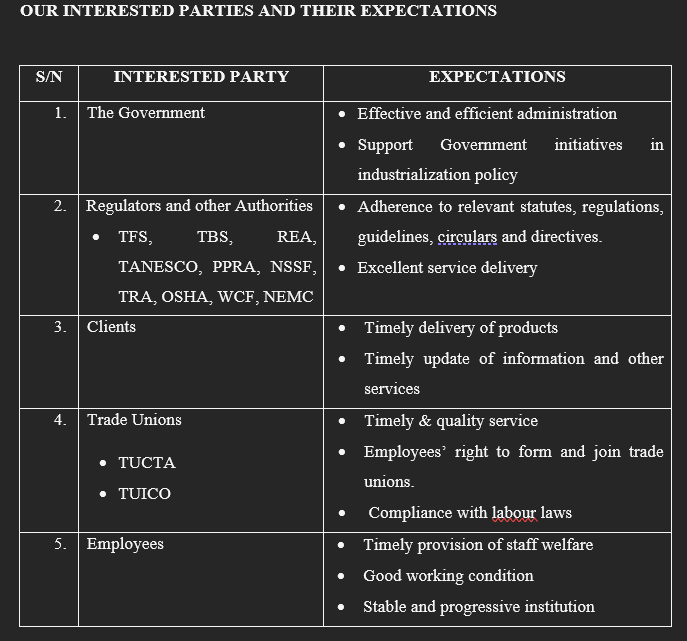 OUR INTERESTED PARTIES AND THEIR EXPECTATIONS
S/N INTERESTED PARTY EXPECTATIONS
1. The Government
• Effective and efficient administration
• Support Government initiatives in
industrialization policy
2. Regulators and other Authorities
• TFS, TBS, REA,
TANESCO, PPRA, NSSF,
TRA, OSHA, WCF, NEMC
• Adherence to relevant statutes, regulations,
guidelines, circulars and directives.
• Excellent service delivery
3. Clients
• Timely delivery of products
• Timely update of information and other
services
4. Trade Unions
• TUCTA
• TUICO
• Timely & quality service
• Employees’ right to form and join trade
unions.
• Compliance with labour laws
5. Employees
• Timely provision of staff welfare
• Good working condition
• Stable and progressive institution